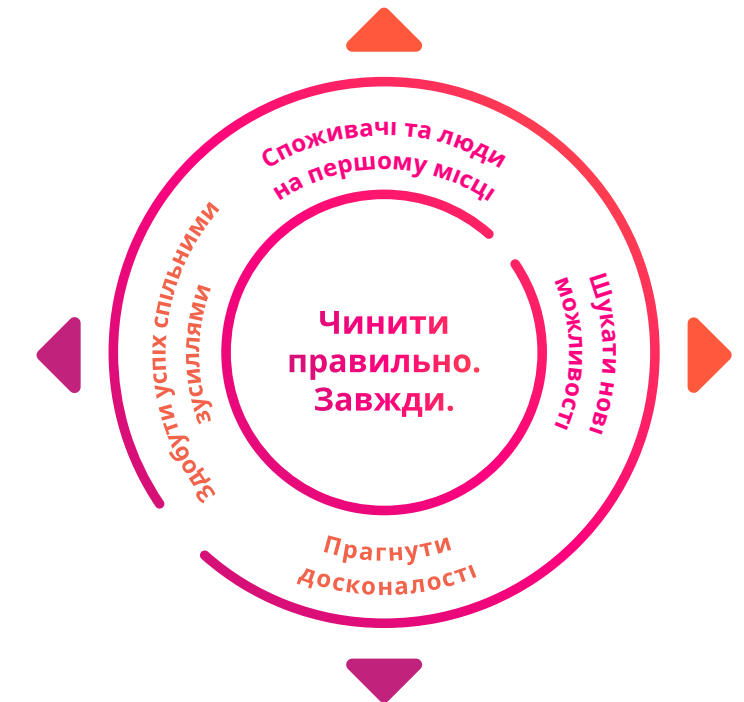 Споживачі та люди
на першому місці
Шукати нові
можливості
Чинити
правильно.
Завжди.
Здобути успіх спільними
зусиллями
Прагнути
досконалості